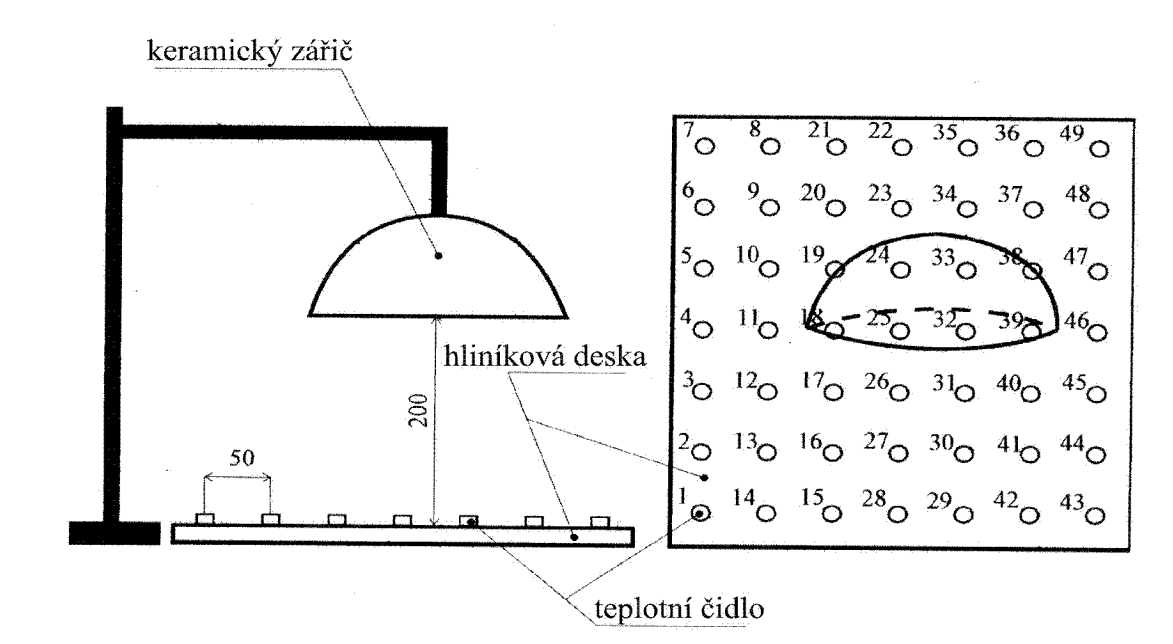 keramický zářič
hliníková deska
200
50
teplotní čidlo
7 8 21 22 35 36 49
6 9 20 23 34 37 48
5 10 19 24 33 38 47
4 11 18 25 32 39 46
3 12 17 26 31 40 45
2 13 16 27 30 41 44
1 14 15 28 29 42 43